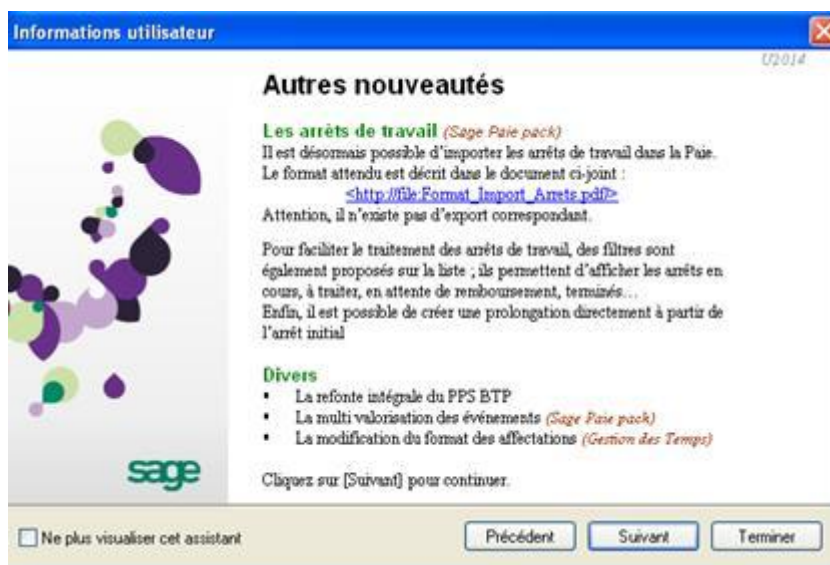 Informations utilisateur
U2014
Autres nouveautés
Les arrêts de travail (Sage Paie pack)
Il est désormais possible d'importer les arrêts de travail dans la Paie.
Le format attendu est décrit dans le document ci-joint :
<http://file:Format_Import_Arrets.pdf/>
Attention, il n'existe pas d'export correspondant.
Pour faciliter le traitement des arrêts de travail, des filtres sont
également proposés sur la liste ; ils permettent d'afficher les arrêts en
cours, à traiter, en attente de remboursement, terminés…
Enfin, il est possible de créer une prolongation directement à partir de
l'arrêt initial
Divers
▪ La refonte intégrale du PPS BTP
▪ La multi valorisation des événements (Sage Paie pack)
▪ La modification du format des affectations (Gestion des Temps)
sage
Cliquez sur [Suivant] pour continuer.
Ne plus visualiser cet assistant
Précédent
Suivant
Terminer